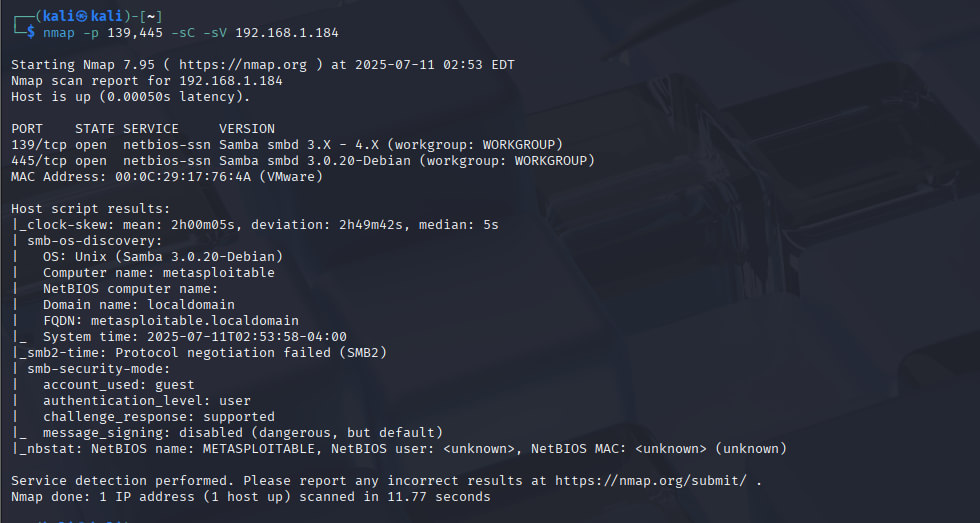 ┌──(kali㉿kali)-[~]
└─$ nmap -p 139,445 -sC -sV 192.168.1.184
Starting Nmap 7.95 ( https://nmap.org ) at 2025-07-11 02:53 EDT
Nmap scan report for 192.168.1.184
Host is up (0.00050s latency).
PORT    STATE SERVICE     VERSION
139/tcp open  netbios-ssn Samba smbd 3.X - 4.X (workgroup: WORKGROUP)
445/tcp open  netbios-ssn Samba smbd 3.0.20-Debian (workgroup: WORKGROUP)
MAC Address: 00:0C:29:17:76:4A (VMware)
Host script results:
|_clock-skew: mean: 2h00m05s, deviation: 2h49m42s, median: 5s
| smb-os-discovery:
|   OS: Unix (Samba 3.0.20-Debian)
|   Computer name: metasploitable
|   NetBIOS computer name:
|   Domain name: localdomain
|   FQDN: metasploitable.localdomain
|_  System time: 2025-07-11T02:53:58-04:00
|_smb2-time: Protocol negotiation failed (SMB2)
| smb-security-mode:
|   account_used: guest
|   authentication_level: user
|   challenge_response: supported
|_  message_signing: disabled (dangerous, but default)
|_nbstat: NetBIOS name: METASPLOITABLE, NetBIOS user: <unknown>, NetBIOS MAC: <unknown> (unknown)
Service detection performed. Please report any incorrect results at https://nmap.org/submit/ .
Nmap done: 1 IP address (1 host up) scanned in 11.77 seconds